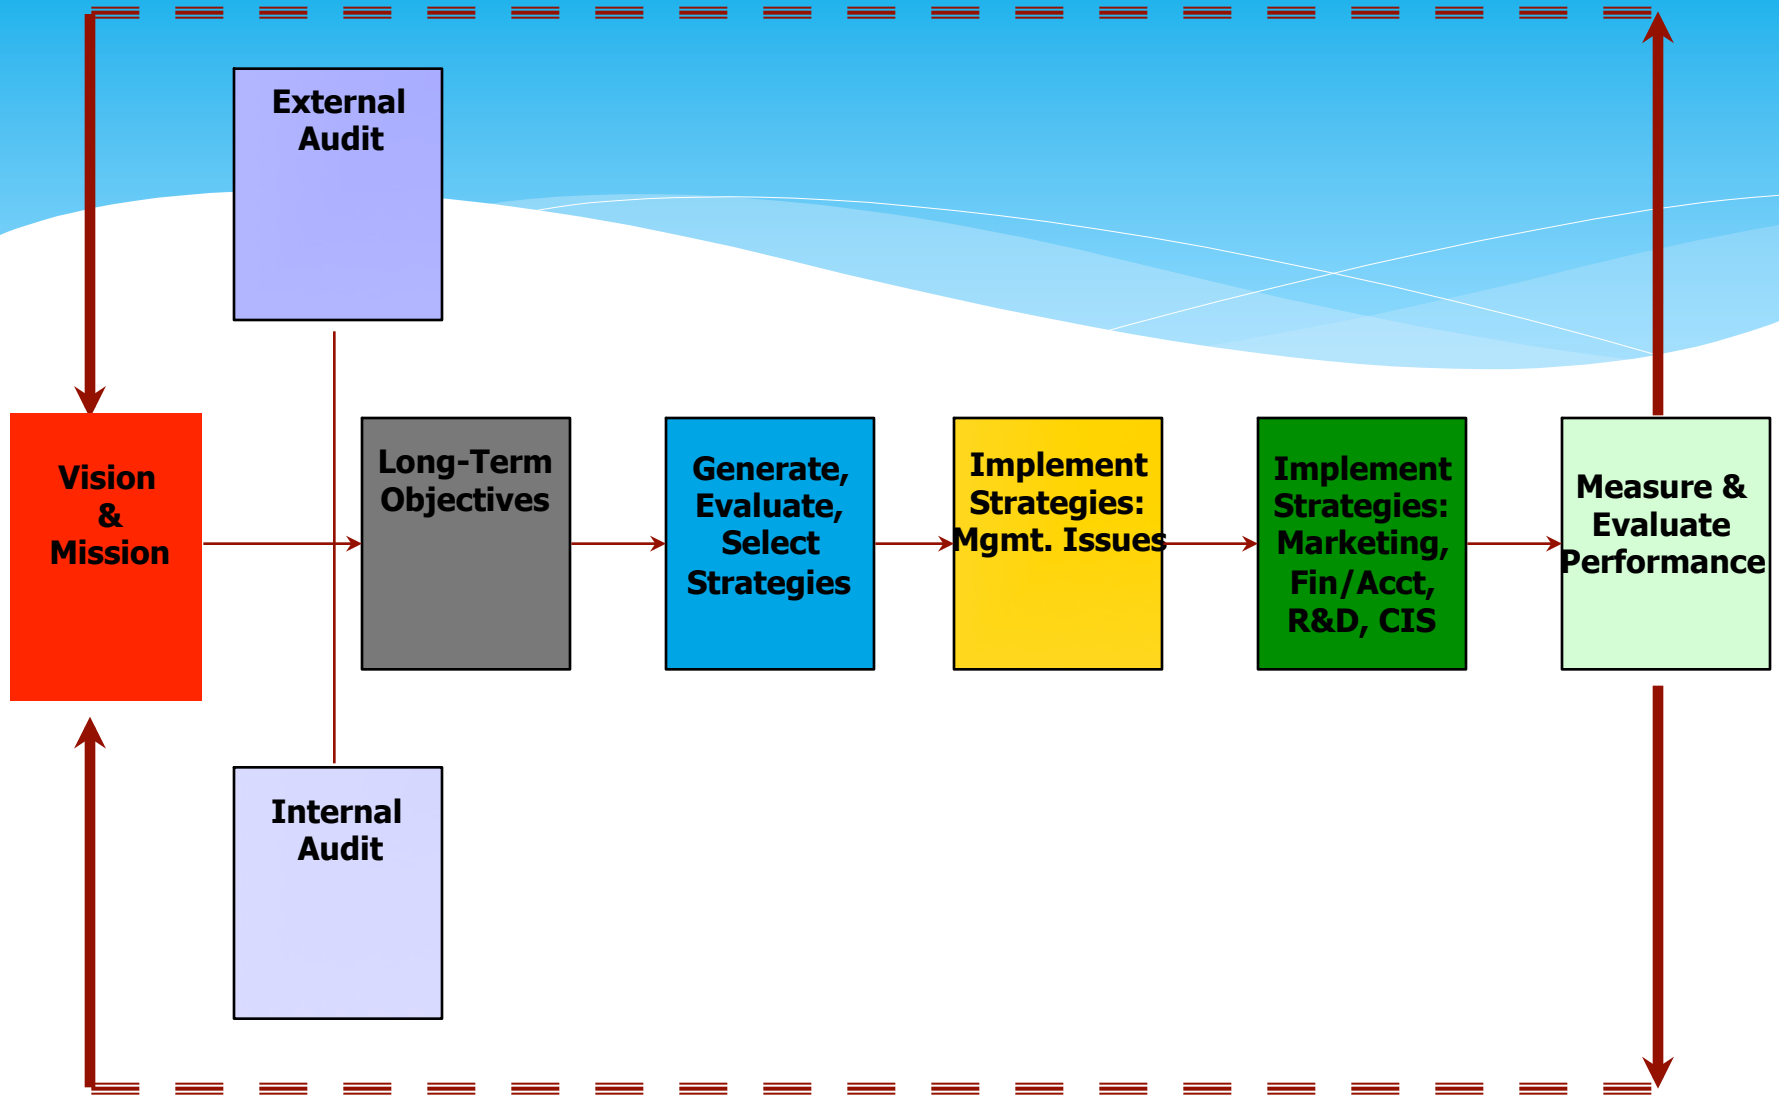 External
Audit
Vision
&
Mission
Long-Term
Objectives
Generate,
Evaluate,
Select
Strategies
Implement
Strategies:
Mgmt. Issues
Implement
Strategies:
Marketing,
Fin/Acct,
R&D, CIS
Measure &
Evaluate
Performance
Internal
Audit